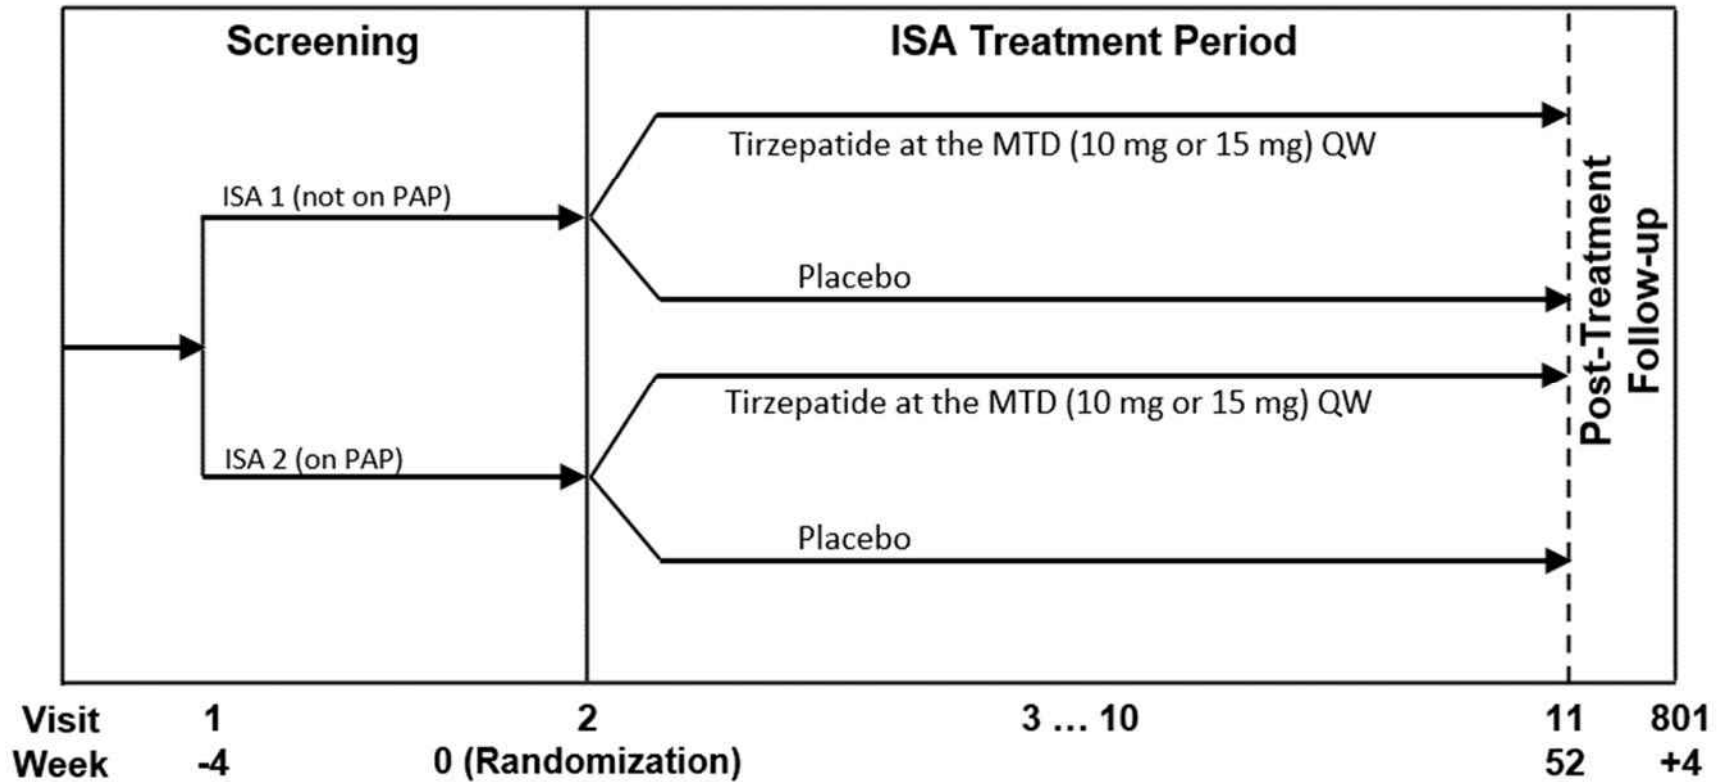 Screening
ISA Treatment Period
Tirzepatide at the MTD (10 mg or 15 mg) QW
ISA 1 (not on PAP)
Placebo
Tirzepatide at the MTD (10 mg or 15 mg) QW
ISA 2 (on PAP)
Placebo
Post-Treatment
Follow-up
Visit 1 2 3 ... 10 11 801
Week -4 0 (Randomization) 52 +4